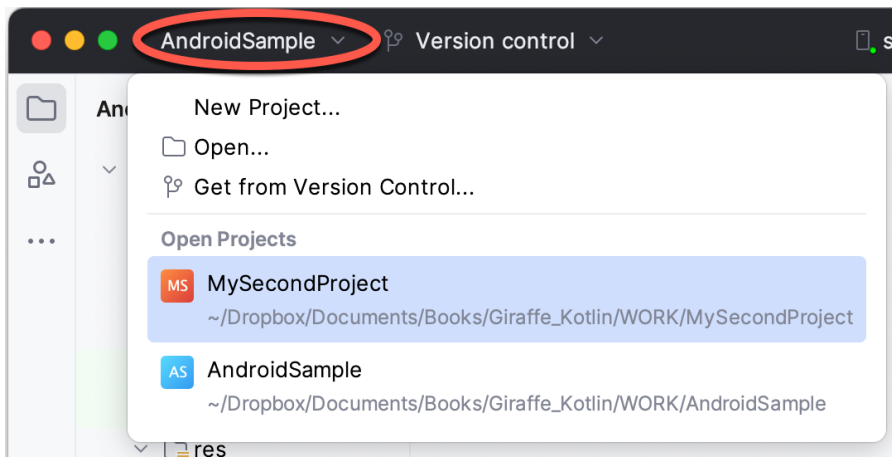 AndroidSample Version control
New Project...
Open...
Get from Version Control...
Open Projects
MS MySecondProject
~/Dropbox/Documents/Books/Giraffe_Kotlin/WORK/MySecondProject
AS AndroidSample
~/Dropbox/Documents/Books/Giraffe_Kotlin/WORK/AndroidSample
res